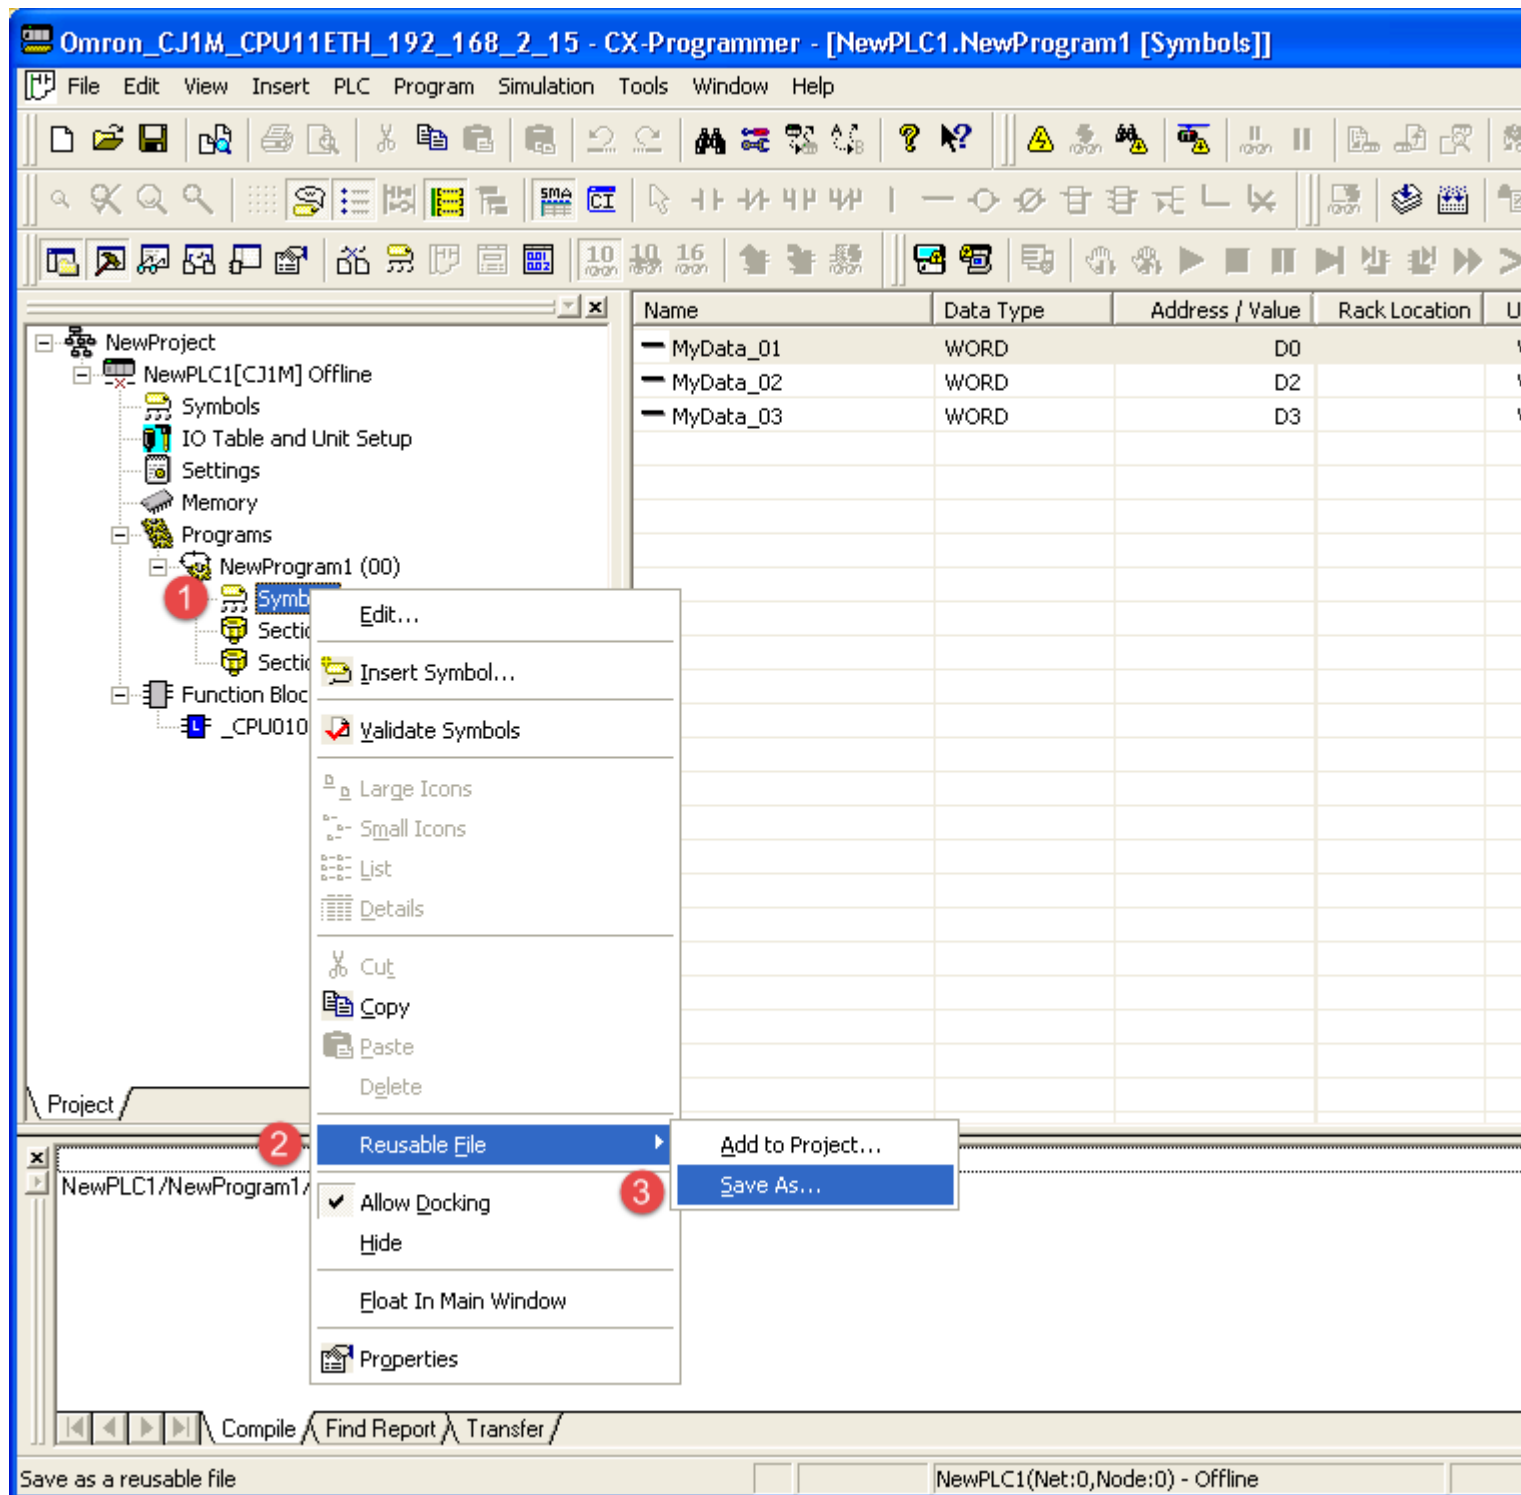 Omron_CJ1M_CPU11ETH_192_168_2_15 - CX-Programmer - [NewPLC1.NewProgram1 [Symbols]]
File Edit View Insert PLC Program Simulation Tools Window Help
SMA CI
10 10 16
Name Data Type Address / Value Rack Location U
MyData_01 WORD D0
MyData_02 WORD D2
MyData_03 WORD D3
NewProject
NewPLC1[CJ1M] Offline
Symbols
IO Table and Unit Setup
Settings
Memory
Programs
NewProgram1 (00)
1 Symb
Sectio
Sectio
Function Bloc
_CPU010
Edit...
Insert Symbol...
Validate Symbols
Large Icons
Small Icons
List
Details
Cut
Copy
Paste
Delete
2 Reusable File
Allow Docking
Hide
Float In Main Window
Properties
Add to Project...
3 Save As...
Project
NewPLC1/NewProgram1/
Compile Find Report Transfer
Save as a reusable file NewPLC1(Net:0,Node:0) - Offline